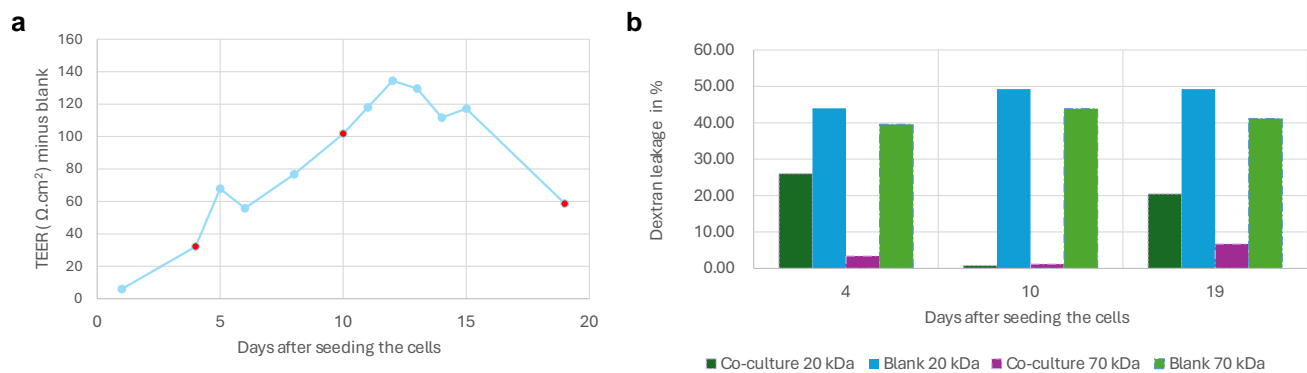 a
TEER ( Ω.cm²) minus blank
160
140
120
100
80
60
40
20
0
0 5 10 15 20
Days after seeding the cells
b
Dextran leakage in %
60.00
50.00
40.00
30.00
20.00
10.00
0.00
4 10 19
Days after seeding the cells
Co-culture 20 kDa Blank 20 kDa Co-culture 70 kDa Blank 70 kDa